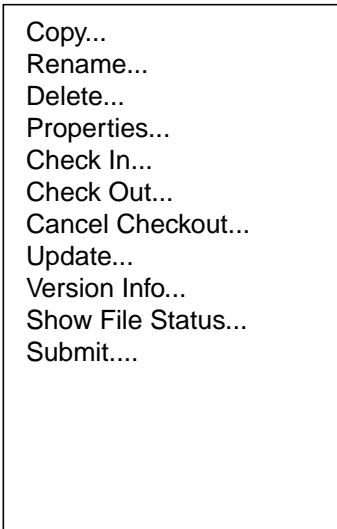 Copy...
Rename...
Delete...
Properties...
Check In...
Check Out...
Cancel Checkout...
Update...
Version Info...
Show File Status...
Submit....